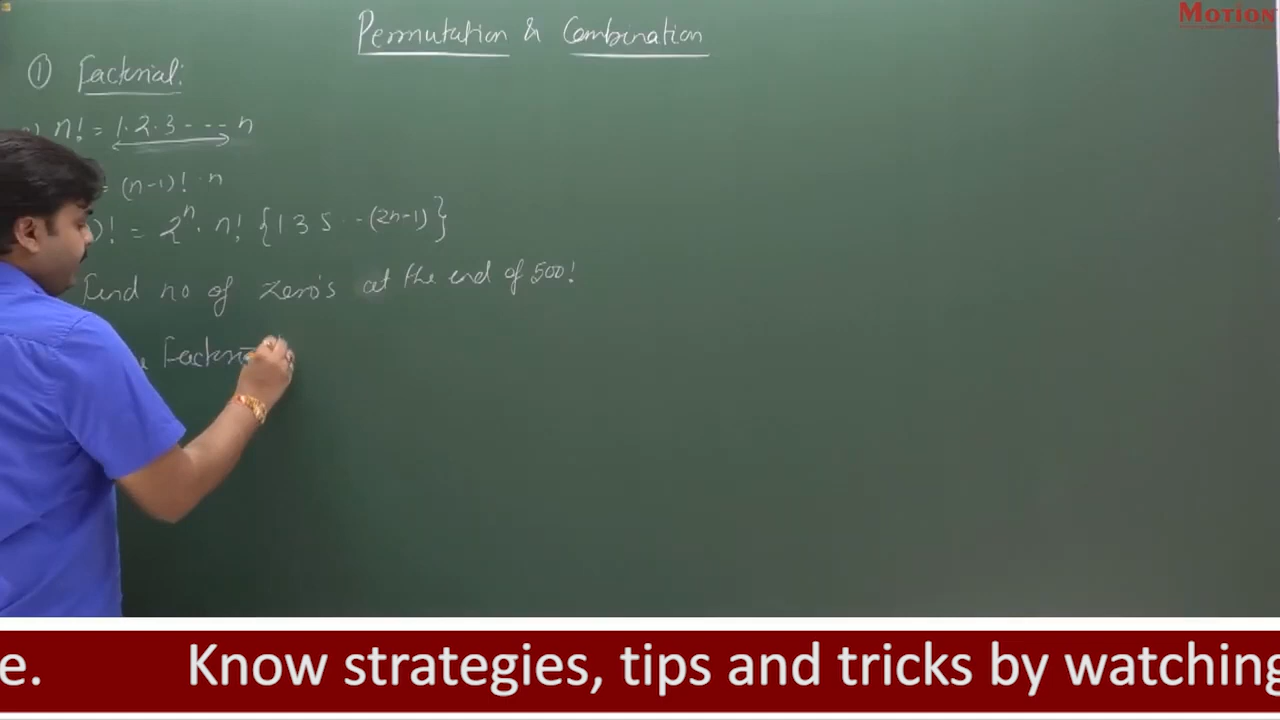 MOTION
Permutation & Combination
① Factorial:
n! = 1·2·3---- n
= (n-1)! · n
)! = 2ⁿ · n! {1 3 5 ·-(2n-1)}
Find no of zero's at the end of 500!
e. Know strategies, tips and tricks by watching